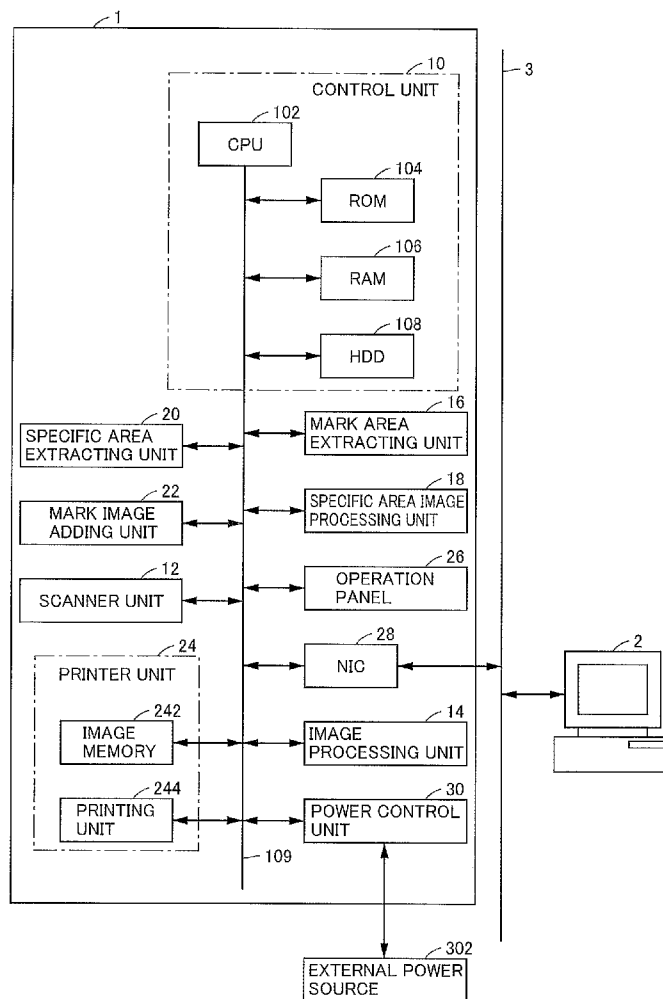 1
10
3
CONTROL UNIT
102
CPU
104
ROM
106
RAM
108
HDD
20
SPECIFIC AREA
EXTRACTING UNIT
16
MARK AREA
EXTRACTING UNIT
22
MARK IMAGE
ADDING UNIT
18
SPECIFIC AREA IMAGE
PROCESSING UNIT
12
SCANNER UNIT
26
OPERATION
PANEL
24
PRINTER UNIT
28
NIC
2
242
IMAGE
MEMORY
14
IMAGE
PROCESSING UNIT
244
PRINTING
UNIT
30
POWER CONTROL
UNIT
109
302
EXTERNAL POWER
SOURCE